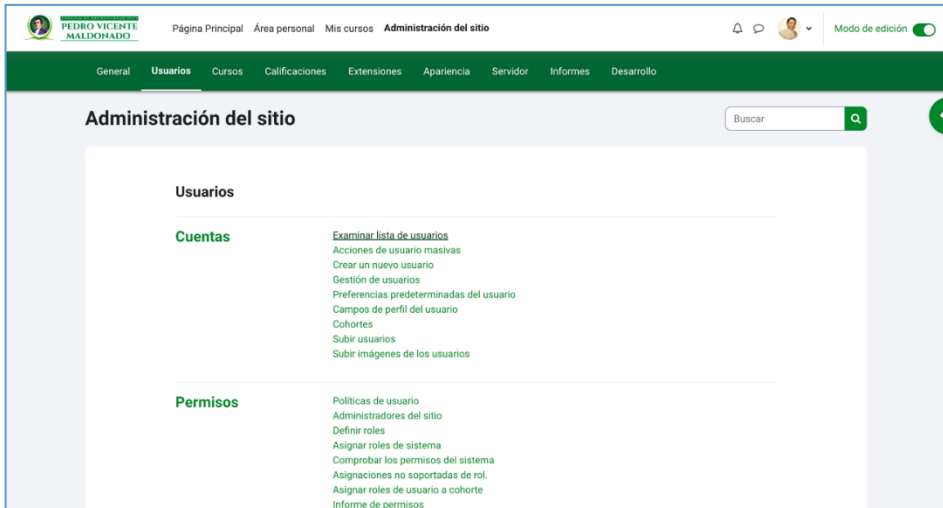 PEDRO VICENTE
MALDONADO
Página Principal Área personal Mis cursos Administración del sitio
Modo de edición
General Usuarios Cursos Calificaciones Extensiones Apariencia Servidor Informes Desarrollo
Administración del sitio
Buscar
Usuarios
Cuentas
Examinar lista de usuarios
Acciones de usuario masivas
Crear un nuevo usuario
Gestión de usuarios
Preferencias predeterminadas del usuario
Campos de perfil del usuario
Cohortes
Subir usuarios
Subir imágenes de los usuarios
Permisos
Políticas de usuario
Administradores del sitio
Definir roles
Asignar roles de sistema
Comprobar los permisos del sistema
Asignaciones no soportadas de rol.
Asignar roles de usuario a cohorte
Informe de permisos